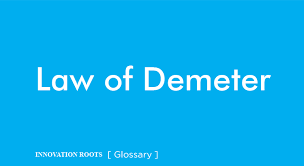 Law of Demeter
INNOVATION ROOTS [ Glossary ]